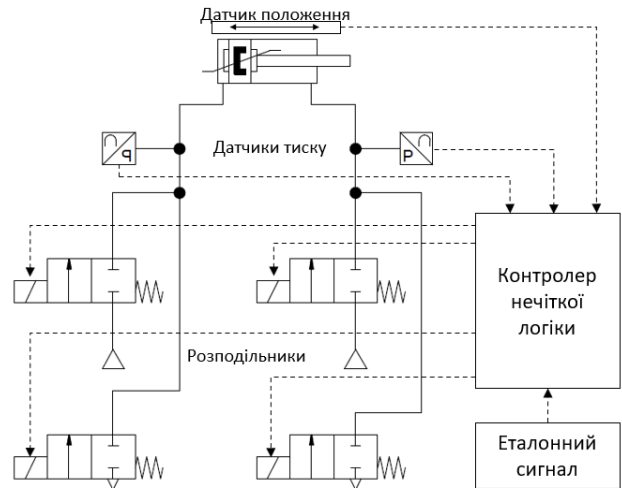 Датчик положення
Датчики тиску
P
P
Контролер
нечіткої
логіки
Розподільники
Еталонний
сигнал